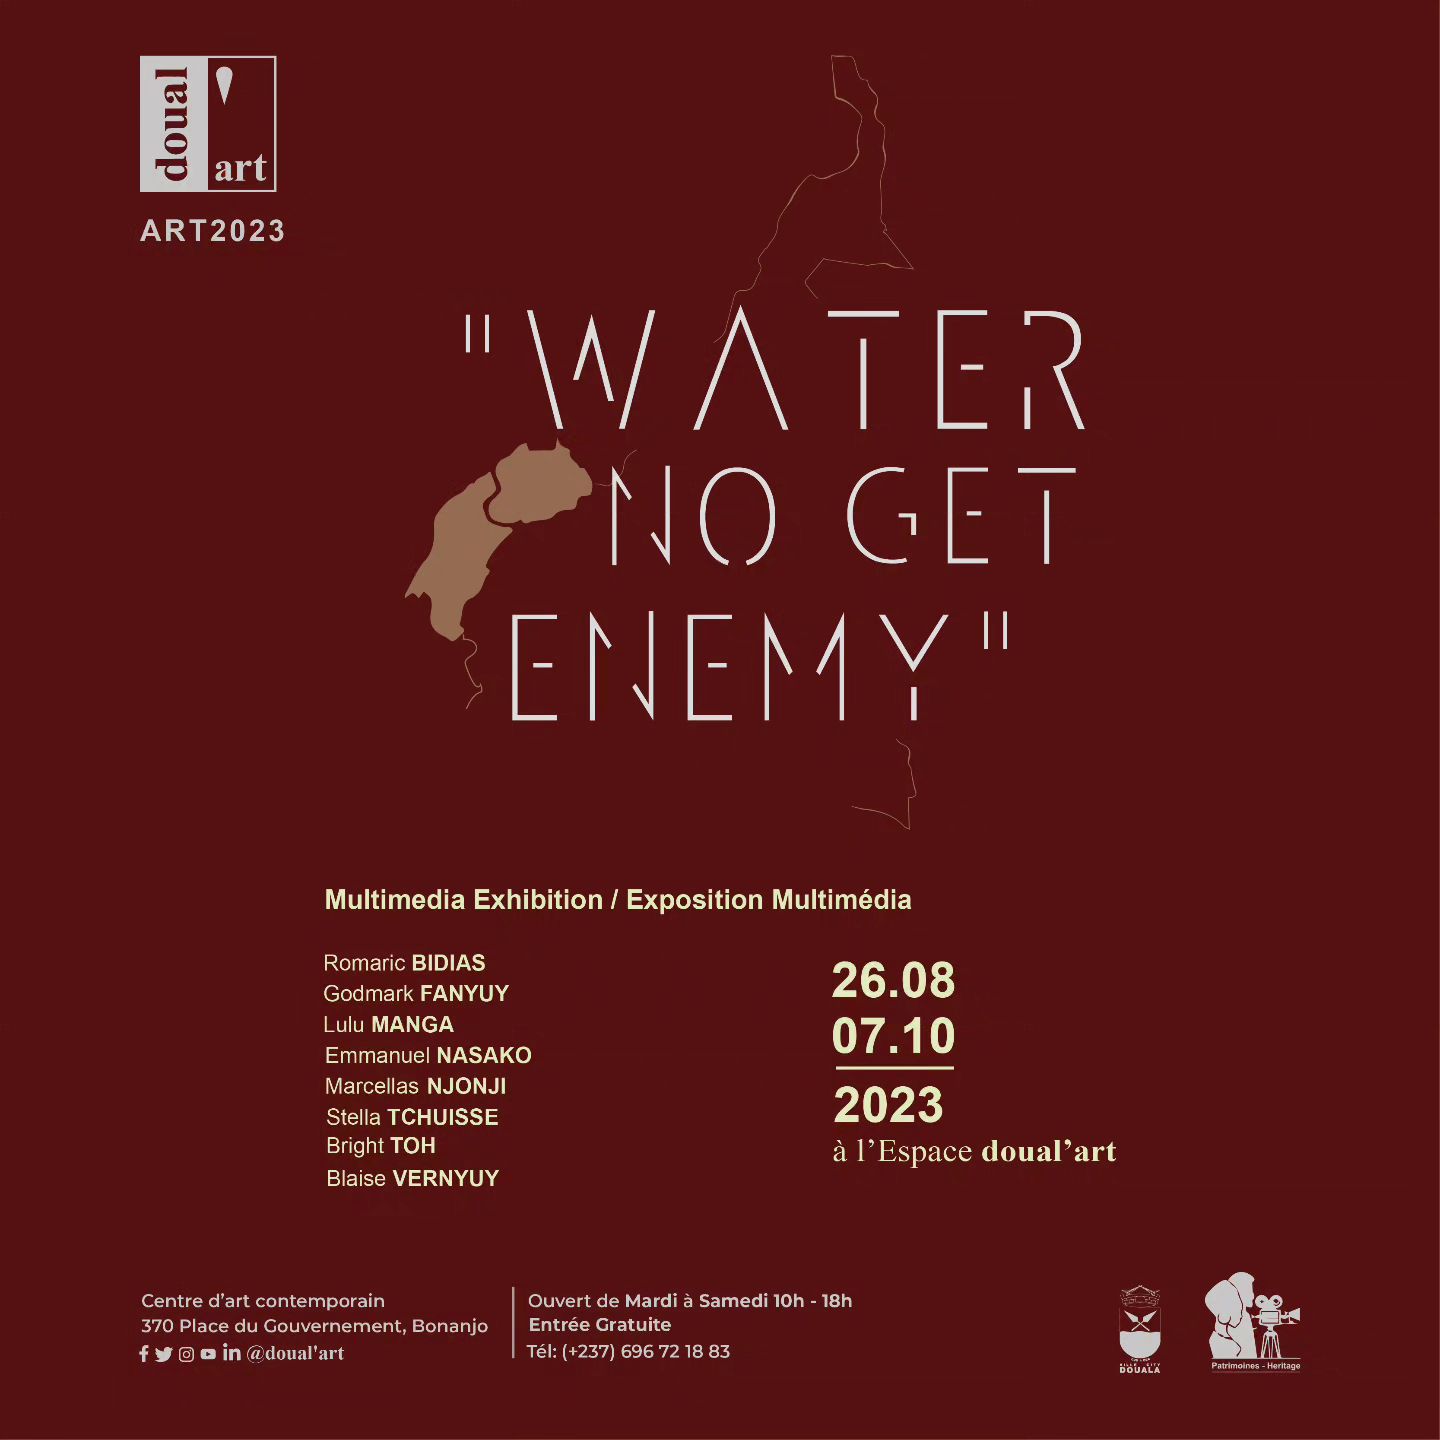 doual'art
ART2023
"WATER
NO GET
ENEMY"
Multimedia Exhibition / Exposition Multimédia
Romaric BIDIAS
Godmark FANYUY
Lulu MANGA
Emmanuel NASAKO
Marcellas NJONJI
Stella TCHUISSE
Bright TOH
Blaise VERNYUY
26.08
07.10
2023
à l'Espace doual'art
Centre d'art contemporain
370 Place du Gouvernement, Bonanjo
in @doual'art
Ouvert de Mardi à Samedi 10h - 18h
Entrée Gratuite
Tél: (+237) 696 72 18 83
DOUALA
Patrimoines - Heritage